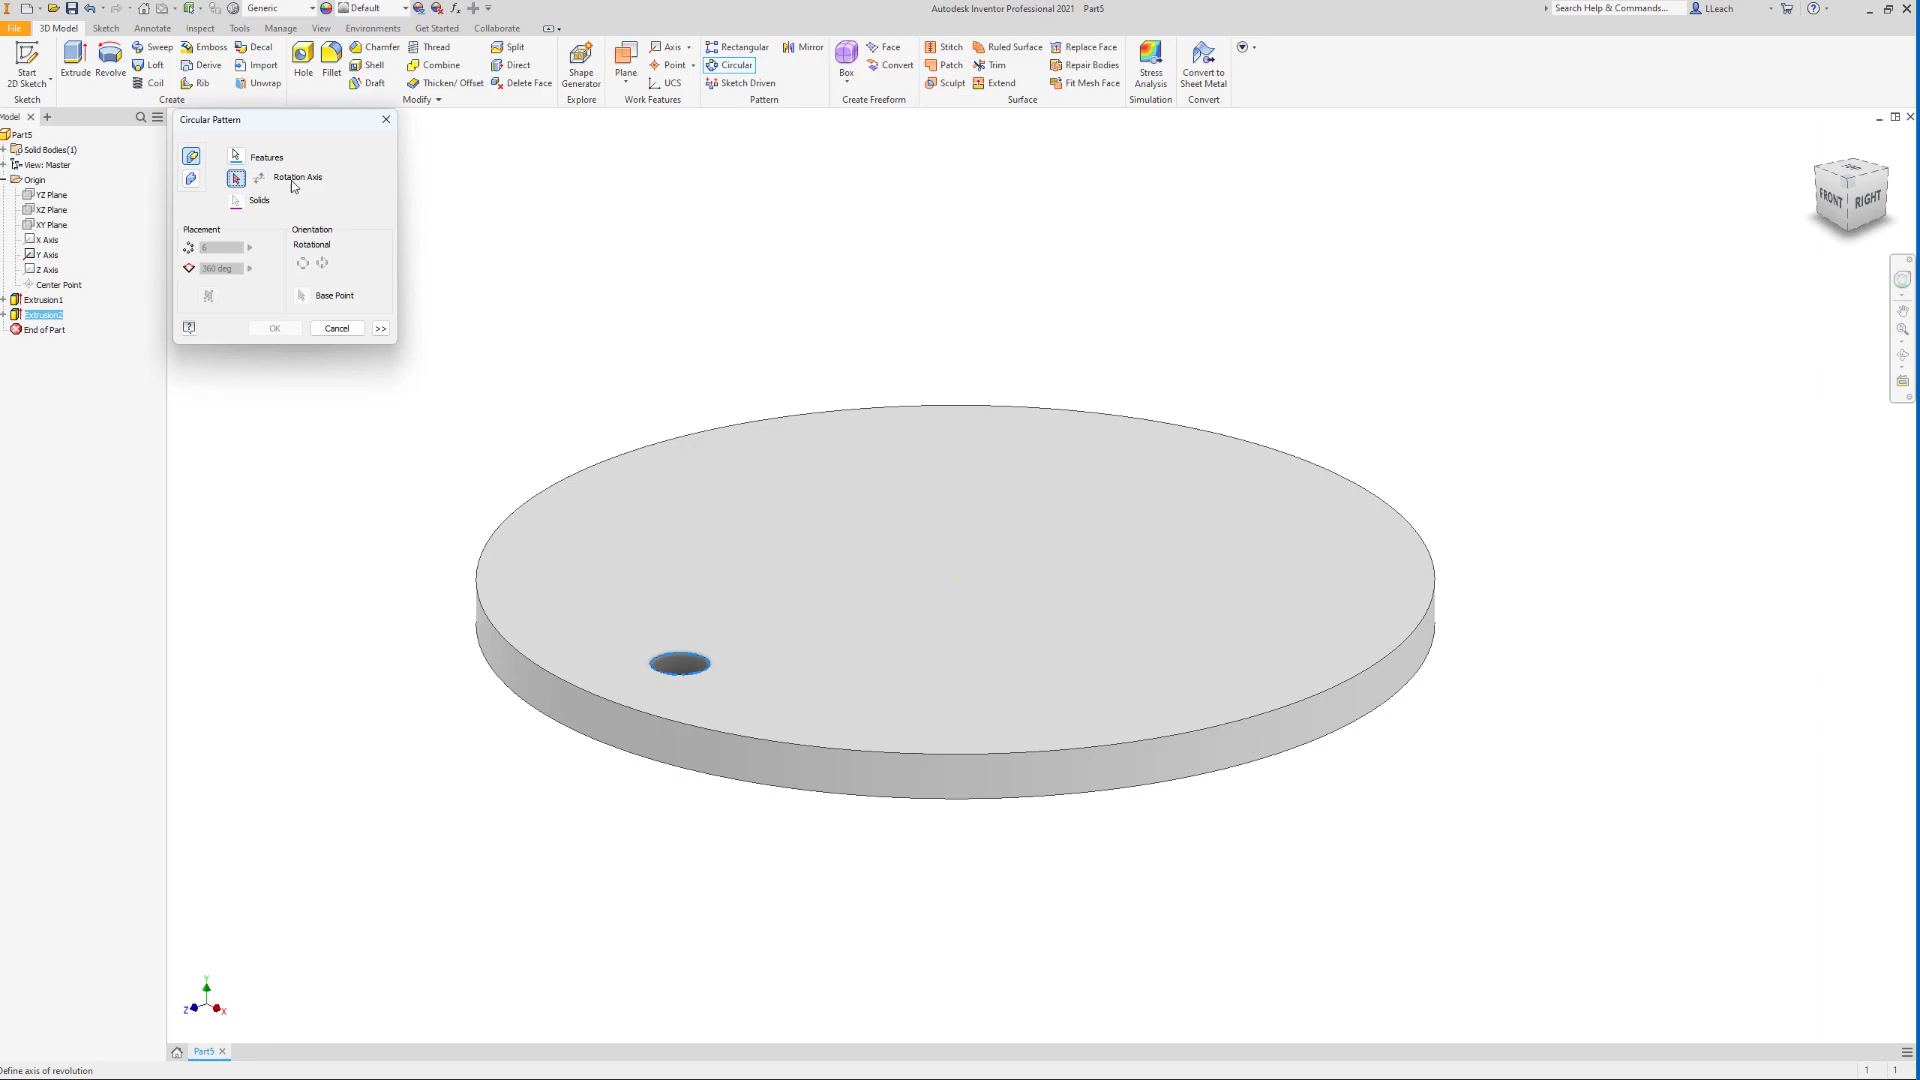 Generic
Default
Autodesk Inventor Professional 2021 Part5
Search Help & Commands...
LLeach
File 3D Model Sketch Annotate Inspect Tools Manage View Environments Get Started Collaborate
Start
2D Sketch
Sketch
Extrude
Revolve
Sweep
Loft
Coil
Emboss
Derive
Rib
Decal
Import
Unwrap
Create
Hole
Fillet
Chamfer
Shell
Draft
Thread
Combine
Thicken/ Offset
Split
Direct
Delete Face
Modify
Shape
Generator
Explore
Plane
Axis
Point
UCS
Work Features
Rectangular
Circular
Sketch Driven
Mirror
Pattern
Box
Face
Convert
Create Freeform
Stitch
Patch
Sculpt
Ruled Surface
Trim
Extend
Replace Face
Repair Bodies
Fit Mesh Face
Surface
Stress
Analysis
Simulation
Convert to
Sheet Metal
Convert
Model
Part5
Solid Bodies(1)
View: Master
Origin
YZ Plane
XZ Plane
XY Plane
X Axis
Y Axis
Z Axis
Center Point
Extrusion1
Extrusion2
End of Part
Circular Pattern
Features
Rotation Axis
Solids
Placement
6
360 deg
Orientation
Rotational
Base Point
OK
Cancel
>>
TOP
FRONT
RIGHT
Y
Z
X
Part5
Define axis of revolution
1 1